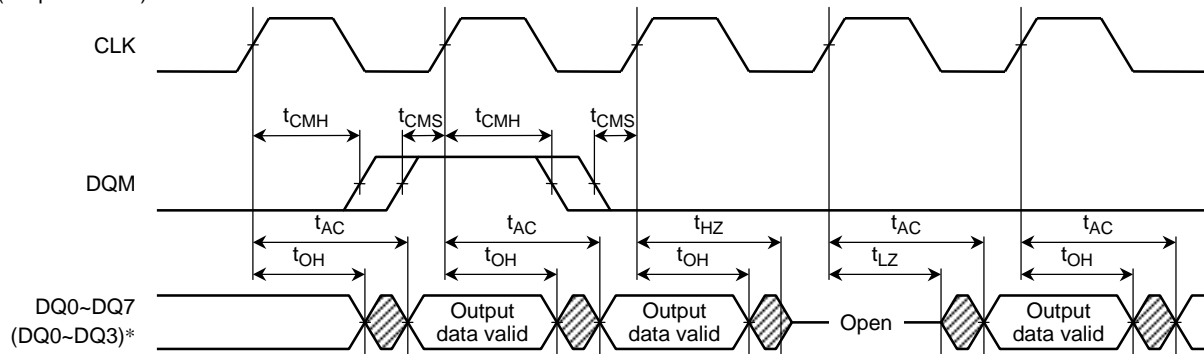 CLK
tCMH tCMS tCMH tCMS
DQM
tAC tAC tHZ tAC tAC
tOH tOH tOH tLZ tOH
DQ0~DQ7
(DQ0~DQ3)*
Output data valid
Output data valid
Open
Output data valid